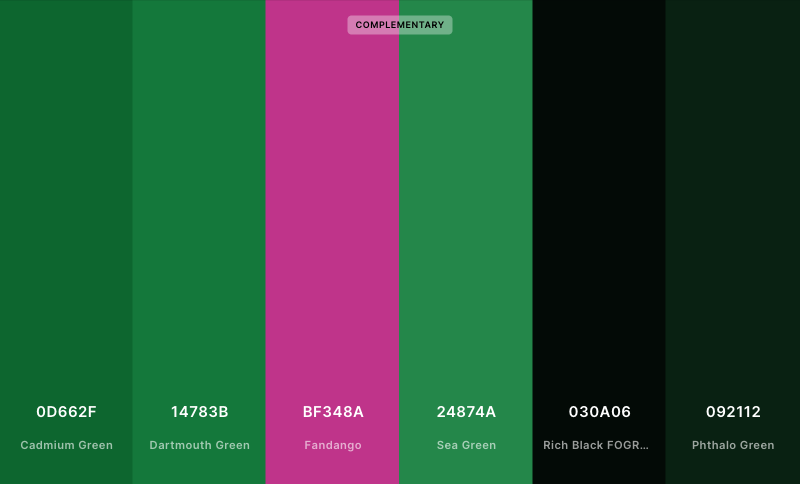 COMPLEMENTARY
0D662F
14783B
BF348A
24874A
030A06
092112
Cadmium Green
Dartmouth Green
Fandango
Sea Green
Rich Black FOGR...
Phthalo Green